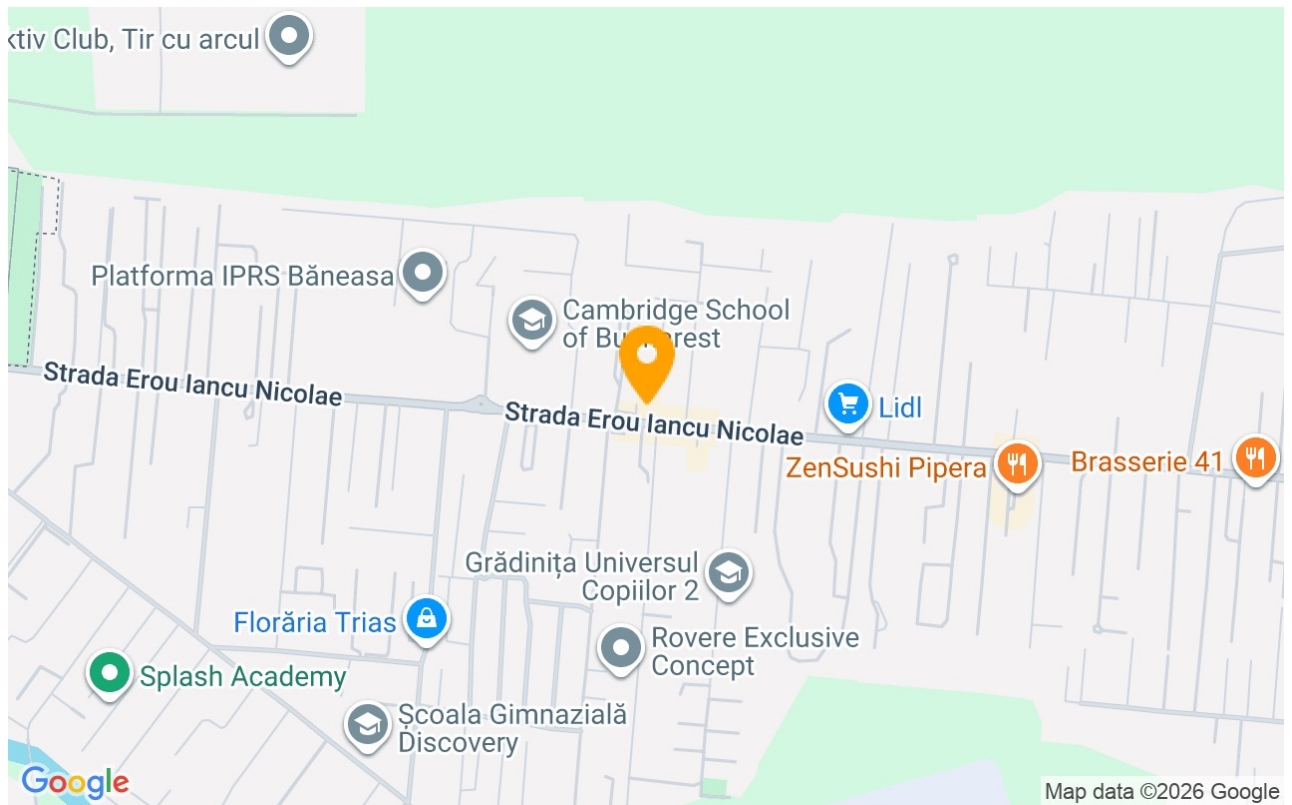 ktiv Club, Tir cu arcul
Platforma IPRS Băneasa
Cambridge School
of Bucharest
Strada Erou Iancu Nicolae
Strada Erou Iancu Nicolae
Lidl
ZenSushi Pipera
Brasserie 41
Grădinița Universul
Copiilor 2
Florăria Trias
Rovere Exclusive
Concept
Splash Academy
Școala Gimnazială
Discovery
Google
Map data ©2026 Google